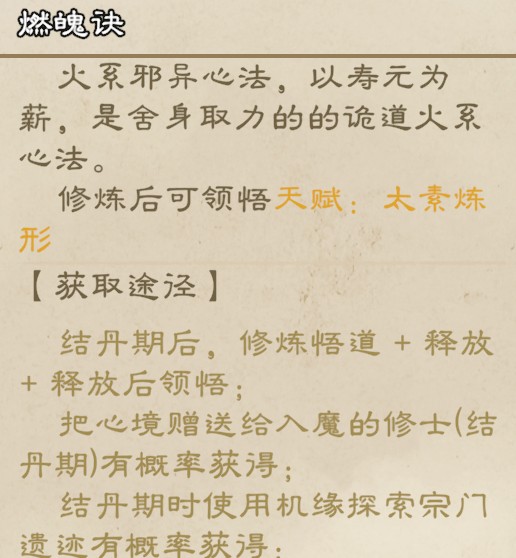 燃魄诀
火系邪异心法，以寿元为
薪，是舍身取力的的诡道火系
心法。
修炼后可领悟天赋：太素炼
形
【获取途径】
结丹期后，修炼悟道 + 释放
+ 释放后领悟；
把心境赠送给入魔的修士(结
丹期)有概率获得；
结丹期时使用机缘探索宗门
遗迹有概率获得；